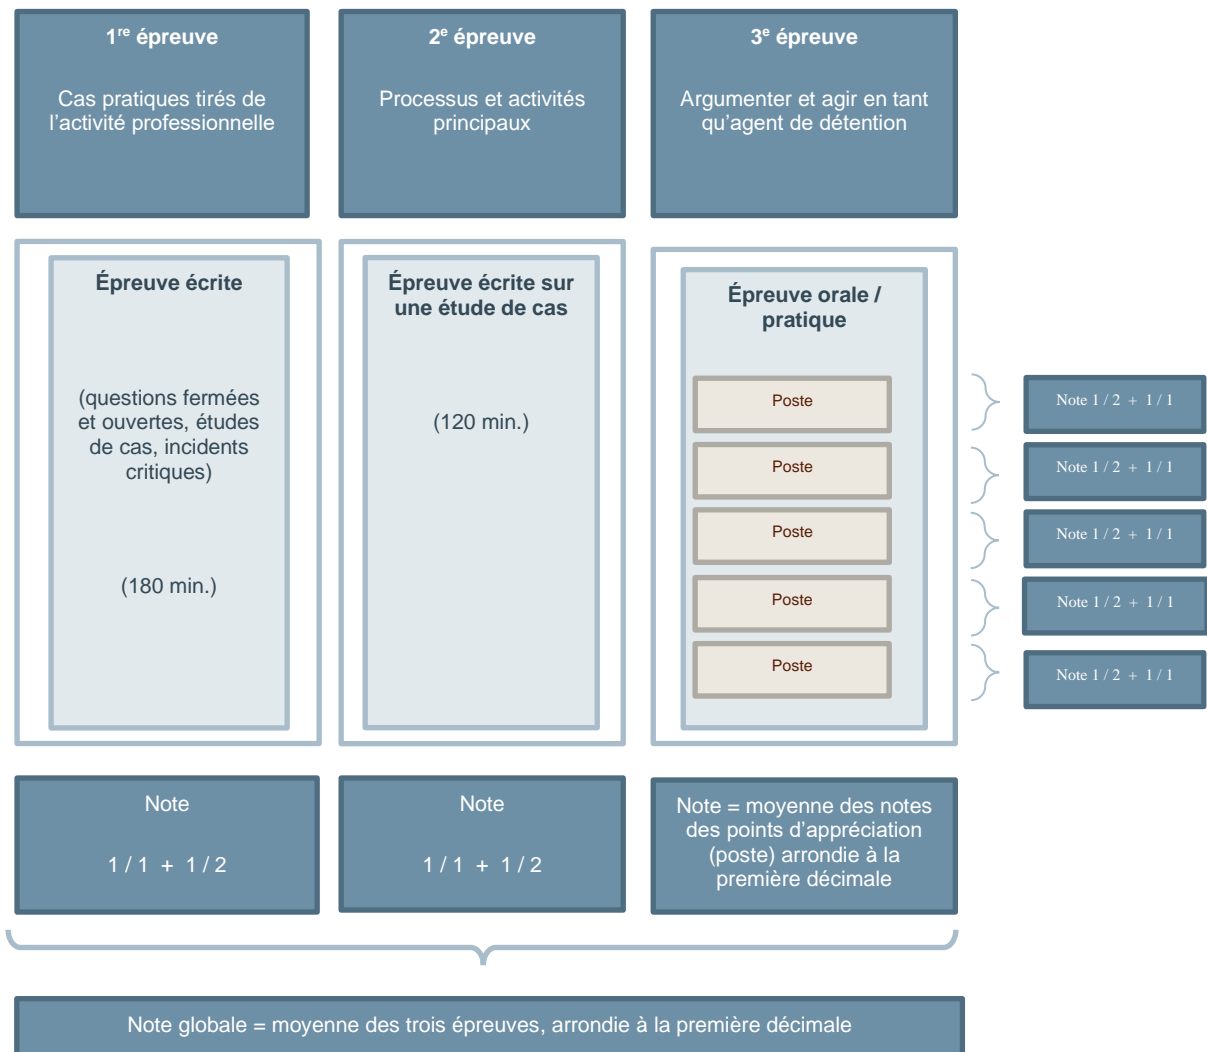 1re épreuve
Cas pratiques tirés de
l'activité professionnelle
2e épreuve
Processus et activités
principaux
3e épreuve
Argumenter et agir en tant
qu'agent de détention
Épreuve écrite
(questions fermées
et ouvertes, études
de cas, incidents
critiques)
(180 min.)
Épreuve écrite sur
une étude de cas
(120 min.)
Épreuve orale /
pratique
Poste
Note 1 / 2 + 1 / 1
Poste
Note 1 / 2 + 1 / 1
Poste
Note 1 / 2 + 1 / 1
Poste
Note 1 / 2 + 1 / 1
Poste
Note 1 / 2 + 1 / 1
Note
1 / 1 + 1 / 2
Note
1 / 1 + 1 / 2
Note = moyenne des notes
des points d'appréciation
(poste) arrondie à la
première décimale
Note globale = moyenne des trois épreuves, arrondie à la première décimale